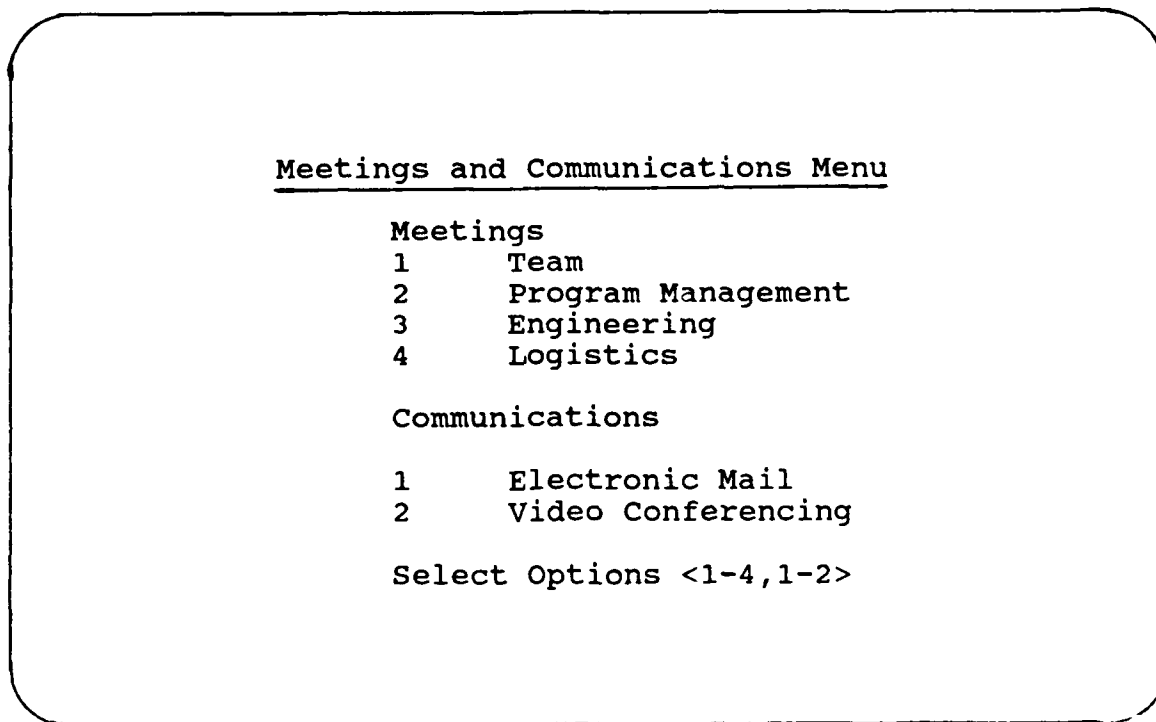 Meetings and Communications Menu
Meetings
1 Team
2 Program Management
3 Engineering
4 Logistics
Communications
1 Electronic Mail
2 Video Conferencing
Select Options <1-4,1-2>